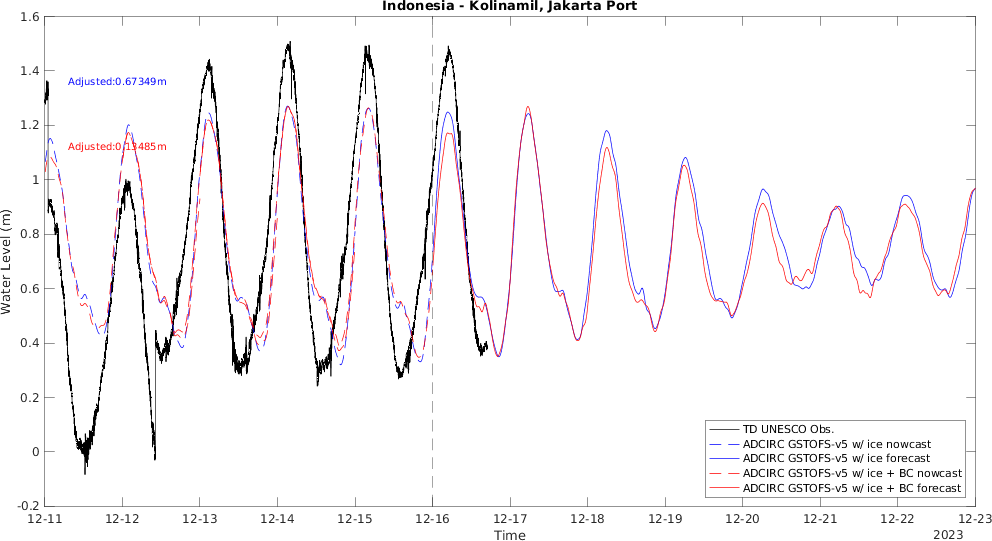 Indonesia - Kolinamil, Jakarta Port
1.6
1.4
1.2
1
0.8
0.6
0.4
0.2
0
-0.2
Water Level (m)
Adjusted:0.67349m
Adjusted:0.13485m
TD UNESCO Obs.
ADCIRC GSTOFS-v5 w/ ice nowcast
ADCIRC GSTOFS-v5 w/ ice forecast
ADCIRC GSTOFS-v5 w/ ice + BC nowcast
ADCIRC GSTOFS-v5 w/ ice + BC forecast
12-11 12-12 12-13 12-14 12-15 12-16 12-17 12-18 12-19 12-20 12-21 12-22 12-23
Time
2023